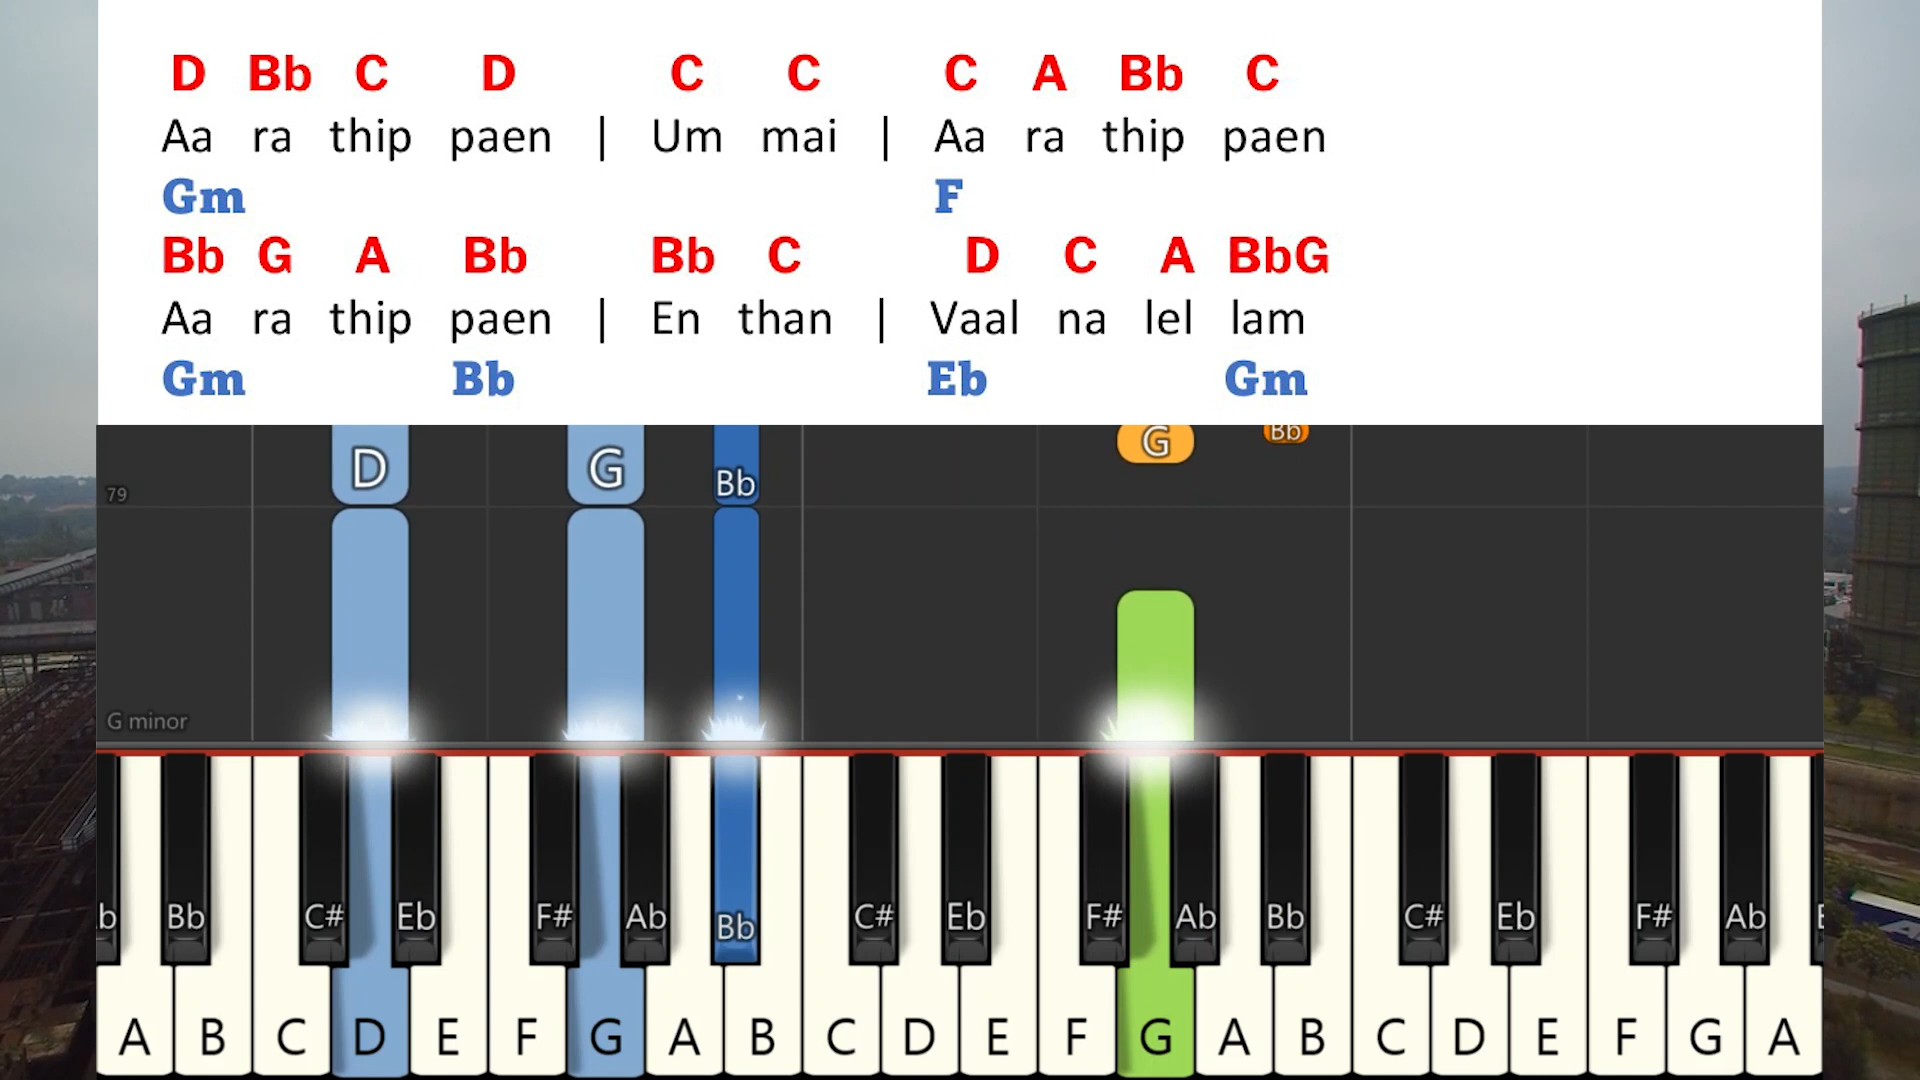 D Bb C D C C C A Bb C
Aa ra thip paen | Um mai | Aa ra thip paen
Gm F
Bb G A Bb Bb C D C A BbG
Aa ra thip paen | En than | Vaal na lel lam
Gm Bb Eb Gm
G Bb
D G Bb
79
G minor
Bb C# Eb F# Ab Bb C# Eb F# Ab Bb C# Eb F# Ab
A B C D E F G A B C D E F G A B C D E F G A